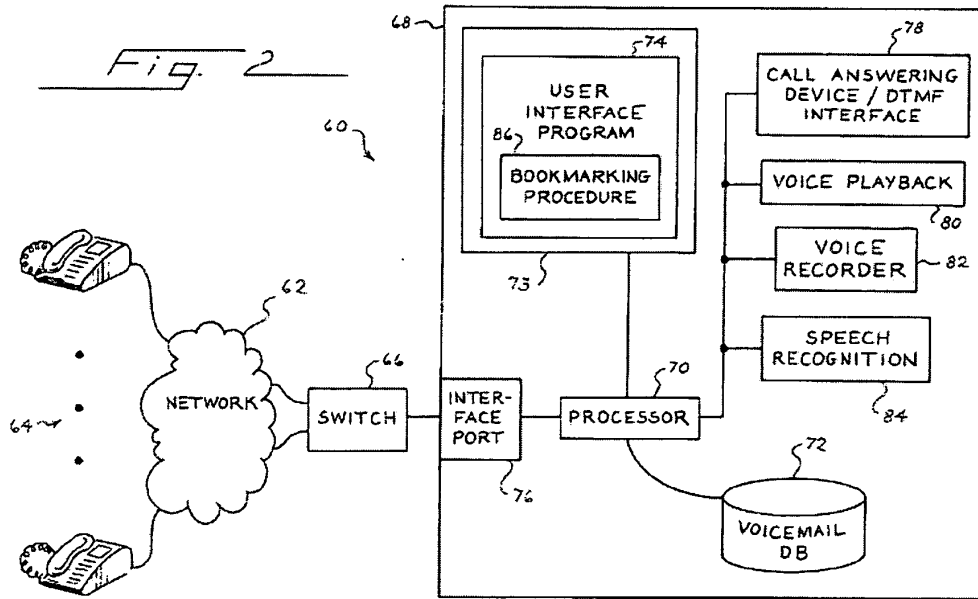 Fig. 2
60
62
64
NETWORK
66
SWITCH
68
74
USER
INTERFACE
PROGRAM
86
BOOKMARKING
PROCEDURE
73
INTER-
FACE
PORT
76
70
PROCESSOR
78
CALL ANSWERING
DEVICE / DTMF
INTERFACE
VOICE PLAYBACK
80
VOICE
RECORDER
82
SPEECH
RECOGNITION
84
72
VOICEMAIL
DB